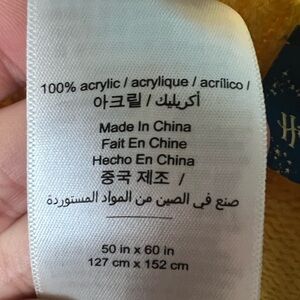 100% acrylic / acrylique / acrílico /
아크릴 / أكريليك
Made In China
Fait En Chine
Hecho En China
중국 제조 /
صنع في الصين من المواد المستوردة
50 in x 60 in
127 cm x 152 cm